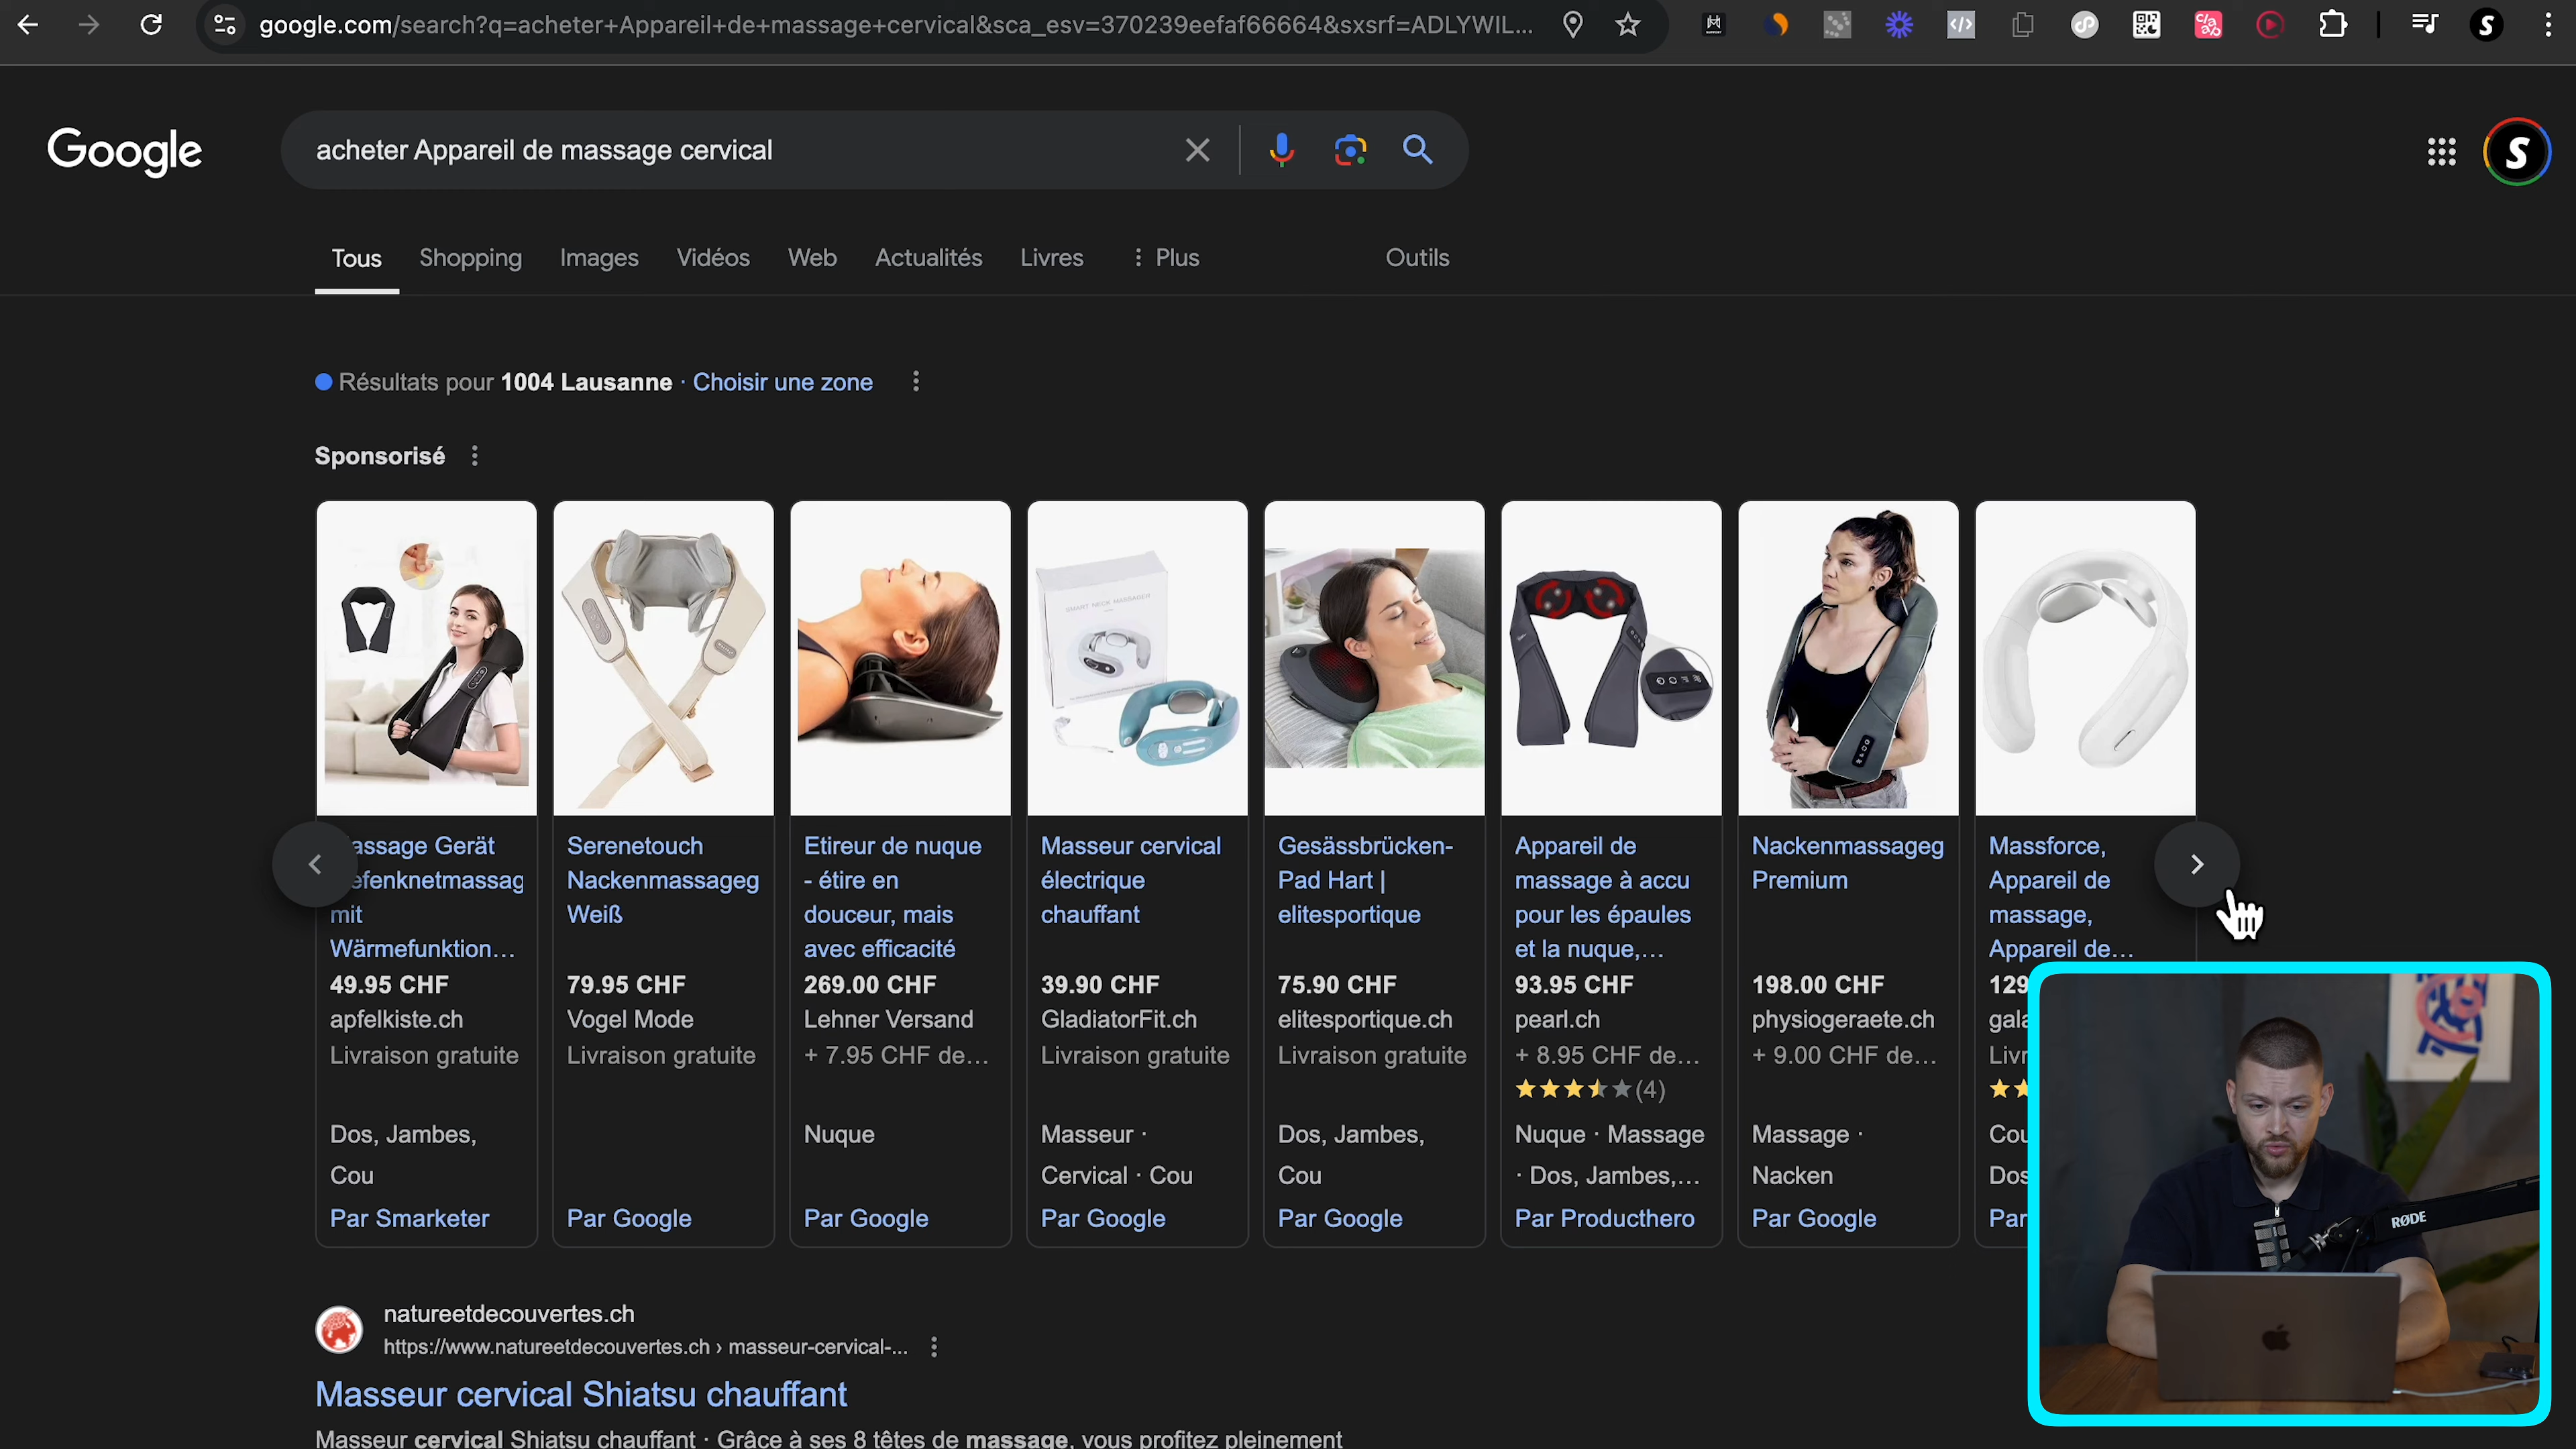 google.com/search?q=acheter+Appareil+de+massage+cervical&sca_esv=370239eefaf66664&sxsrf=ADLYWIL...
Google
acheter Appareil de massage cervical
Tous Shopping Images Vidéos Web Actualités Livres Plus Outils
Résultats pour 1004 Lausanne · Choisir une zone
Sponsorisé
SMART NECK MASSAGER
assage Gerät
efenknetmassag
mit
Wärmefunktion...
49.95 CHF
apfelkiste.ch
Livraison gratuite
Dos, Jambes,
Cou
Par Smarketer
Serenetouch
Nackenmassageg
Weiß
79.95 CHF
Vogel Mode
Livraison gratuite
Par Google
Etireur de nuque
- étire en
douceur, mais
avec efficacité
269.00 CHF
Lehner Versand
+ 7.95 CHF de...
Nuque
Par Google
Masseur cervical
électrique
chauffant
39.90 CHF
GladiatorFit.ch
Livraison gratuite
Masseur ·
Cervical · Cou
Par Google
Gesässbrücken-
Pad Hart |
elitesportique
75.90 CHF
elitesportique.ch
Livraison gratuite
Dos, Jambes,
Cou
Par Google
Appareil de
massage à accu
pour les épaules
et la nuque,...
93.95 CHF
pearl.ch
+ 8.95 CHF de...
(4)
Nuque · Massage
· Dos, Jambes,...
Par Producthero
Nackenmassageg
Premium
198.00 CHF
physiogeraete.ch
+ 9.00 CHF de...
Massage ·
Nacken
Par Google
Massforce,
Appareil de
massage,
Appareil de...
129
gala
Livr
Cou
Dos
Par
RØDE
natureetdecouvertes.ch
https://www.natureetdecouvertes.ch › masseur-cervical-...
Masseur cervical Shiatsu chauffant
Masseur cervical Shiatsu chauffant · Grâce à ses 8 têtes de massage, vous profitez pleinement